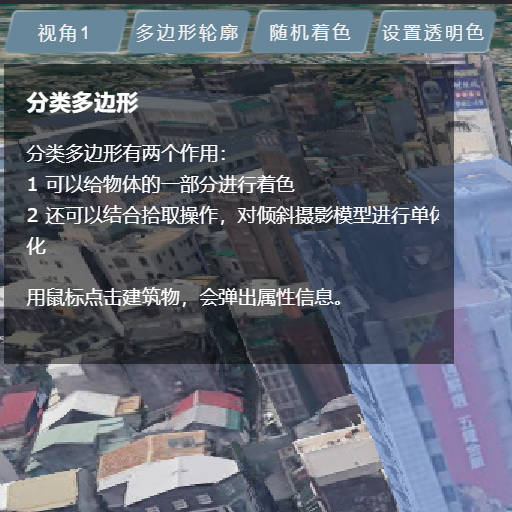 视角1
多边形轮廓
随机着色
设置透明色
分类多边形
分类多边形有两个作用:
1 可以给物体的一部分进行着色
2 还可以结合拾取操作，对倾斜摄影模型进行单体
化
用鼠标点击建筑物，会弹出属性信息。